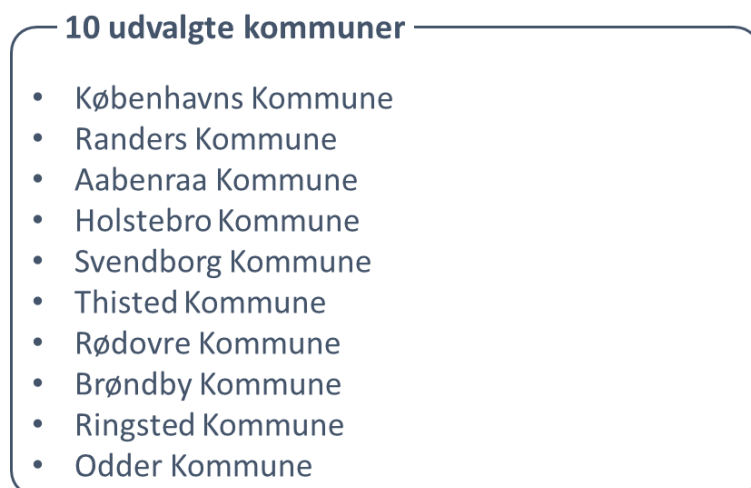 10 udvalgte kommuner
• Københavns Kommune
• Randers Kommune
• Aabenraa Kommune
• Holstebro Kommune
• Svendborg Kommune
• Thisted Kommune
• Rødovre Kommune
• Brøndby Kommune
• Ringsted Kommune
• Odder Kommune